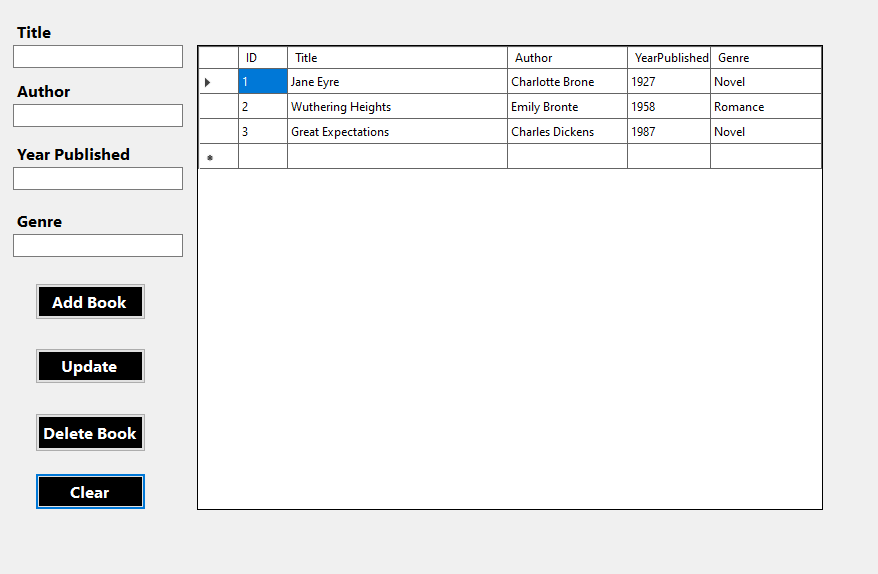 Title
Author
Year Published
Genre
Add Book
Update
Delete Book
Clear
ID Title Author YearPublished Genre
1 Jane Eyre Charlotte Brone 1927 Novel
2 Wuthering Heights Emily Bronte 1958 Romance
3 Great Expectations Charles Dickens 1987 Novel